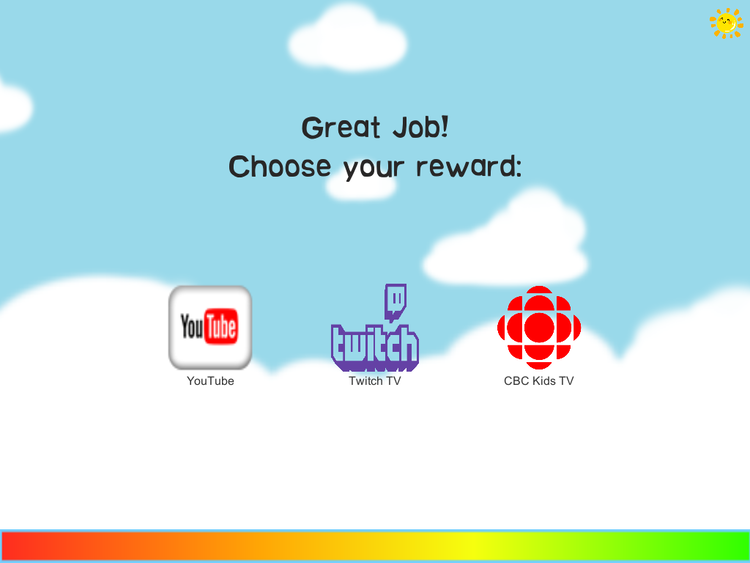 Great Job!
Choose your reward:
YouTube
twitch
YouTube
Twitch TV
CBC Kids TV